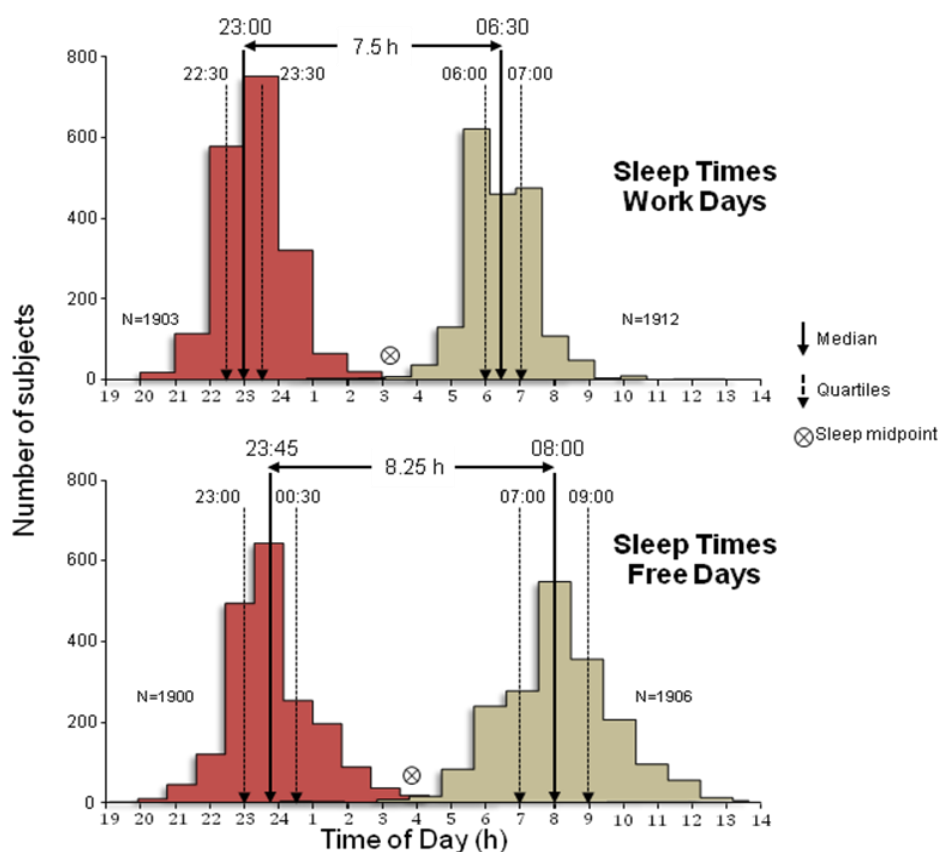 23:00
06:30
7.5 h
22:30
23:30
06:00
07:00
800
600
400
200
0
Sleep Times
Work Days
N=1903
N=1912
19 20 21 22 23 24 1 2 3 4 5 6 7 8 9 10 11 12 13 14
Number of subjects
Median
Quartiles
Sleep midpoint
23:45
08:00
8.25 h
23:00
00:30
07:00
09:00
800
600
400
200
0
Sleep Times
Free Days
N=1900
N=1906
19 20 21 22 23 24 1 2 3 4 5 6 7 8 9 10 11 12 13 14
Time of Day (h)